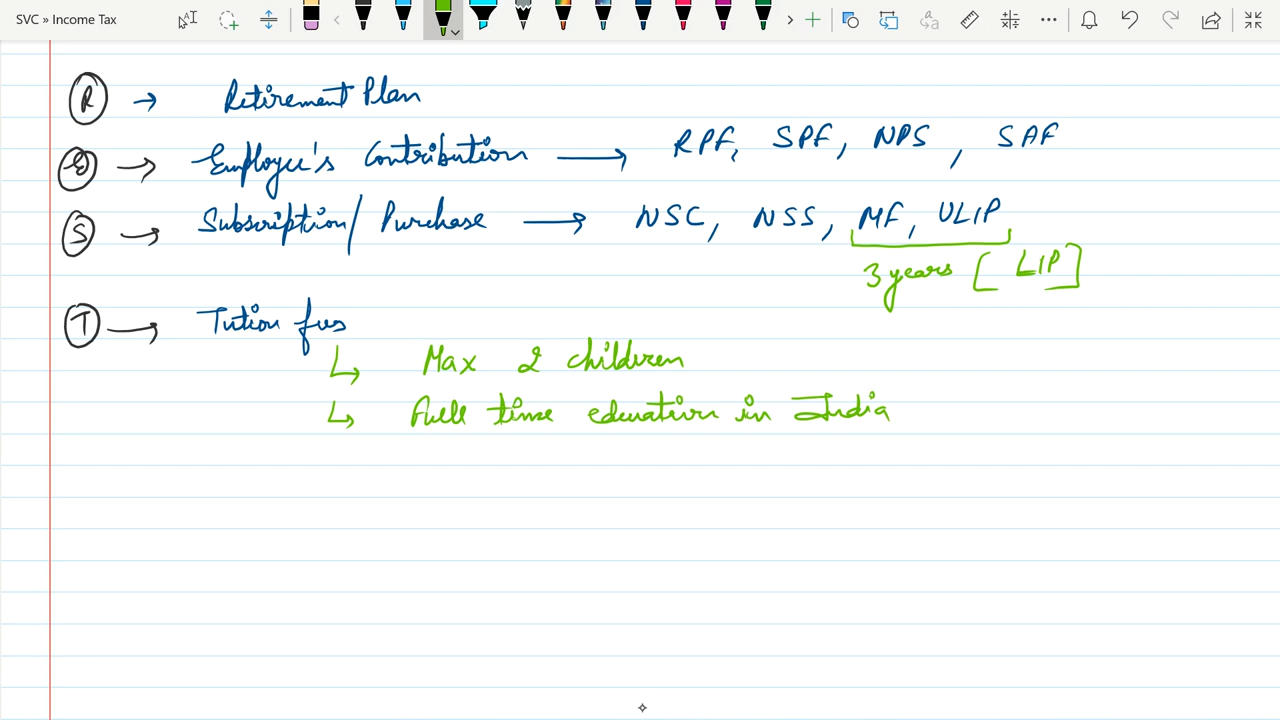 SVC » Income Tax
R → Retirement Plan
E → Employee's Contribution → RPF, SPF, NPS, SAF
S → Subscription/ Purchase → NSC, NSS, MF, ULIP
3 years [ LIP ]
T → Tution fees
↳ Max 2 children
↳ Full time education in India